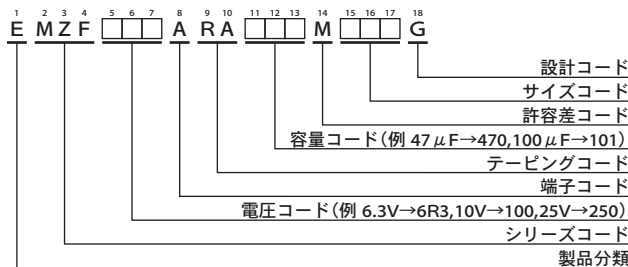 1 2 3 4 5 6 7 8 9 10 11 12 13 14 15 16 17 18
E M Z F □□□ A R A □□□ M □□□ G
設計コード
サイズコード
許容差コード
容量コード(例 47μF→470,100μF→101)
テーピングコード
端子コード
電圧コード(例 6.3V→6R3,10V→100,25V→250)
シリーズコード
製品分類